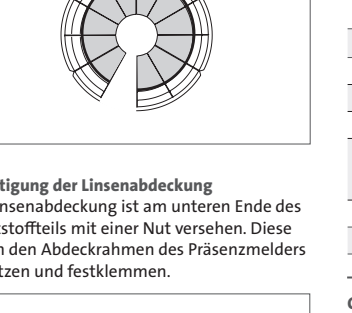 tigung der Linsenabdeckung
nsenabdeckung ist am unteren Ende des
tstoffteils mit einer Nut versehen. Diese
n den Abdeckrahmen des Präsenzmelders
tzen und festklemmen.